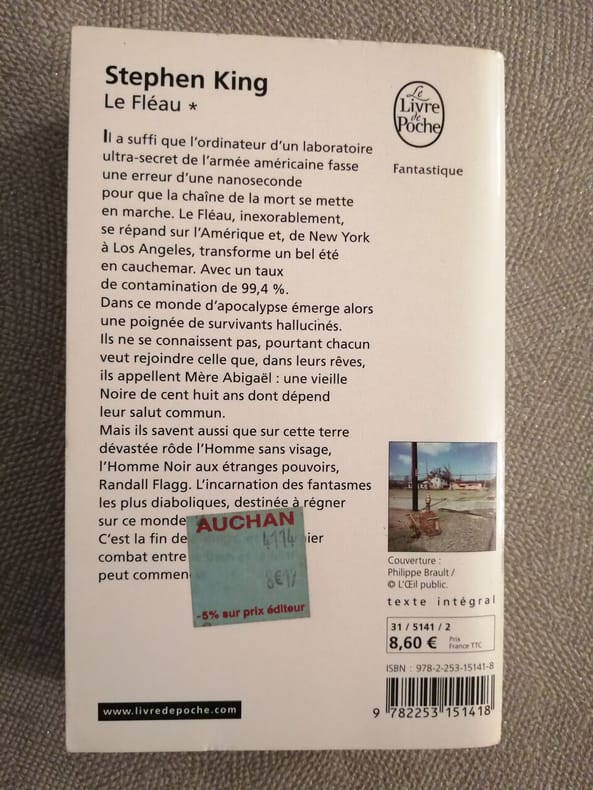 Stephen King
Le Fléau *
Il a suffi que l'ordinateur d'un laboratoire
ultra-secret de l'armée américaine fasse
une erreur d'une nanoseconde
pour que la chaîne de la mort se mette
en marche. Le Fléau, inexorablement,
se répand sur l'Amérique et, de New York
à Los Angeles, transforme un bel été
en cauchemar. Avec un taux
de contamination de 99,4 %.
Dans ce monde d'apocalypse émerge alors
une poignée de survivants hallucinés.
Ils ne se connaissent pas, pourtant chacun
veut rejoindre celle que, dans leurs rêves,
ils appellent Mère Abigaël : une vieille
Noire de cent huit ans dont dépend
leur salut commun.
Mais ils savent aussi que sur cette terre
dévastée rôde l'Homme sans visage,
l'Homme Noir aux étranges pouvoirs,
Randall Flagg. L'incarnation des fantasmes
les plus diaboliques, destinée à régner
sur ce monde
C'est la fin de
combat entre
peut commen
AUCHAN
4114
8€17
-5% sur prix éditeur
Le
Livre
de
Poche
Fantastique
Couverture :
Philippe Brault /
© L'Œil public.
texte intégral
31 / 5141 / 2
8,60 €
Prix
France TTC
ISBN : 978-2-253-15141-8
9 782253 151418
www.livredepoche.com